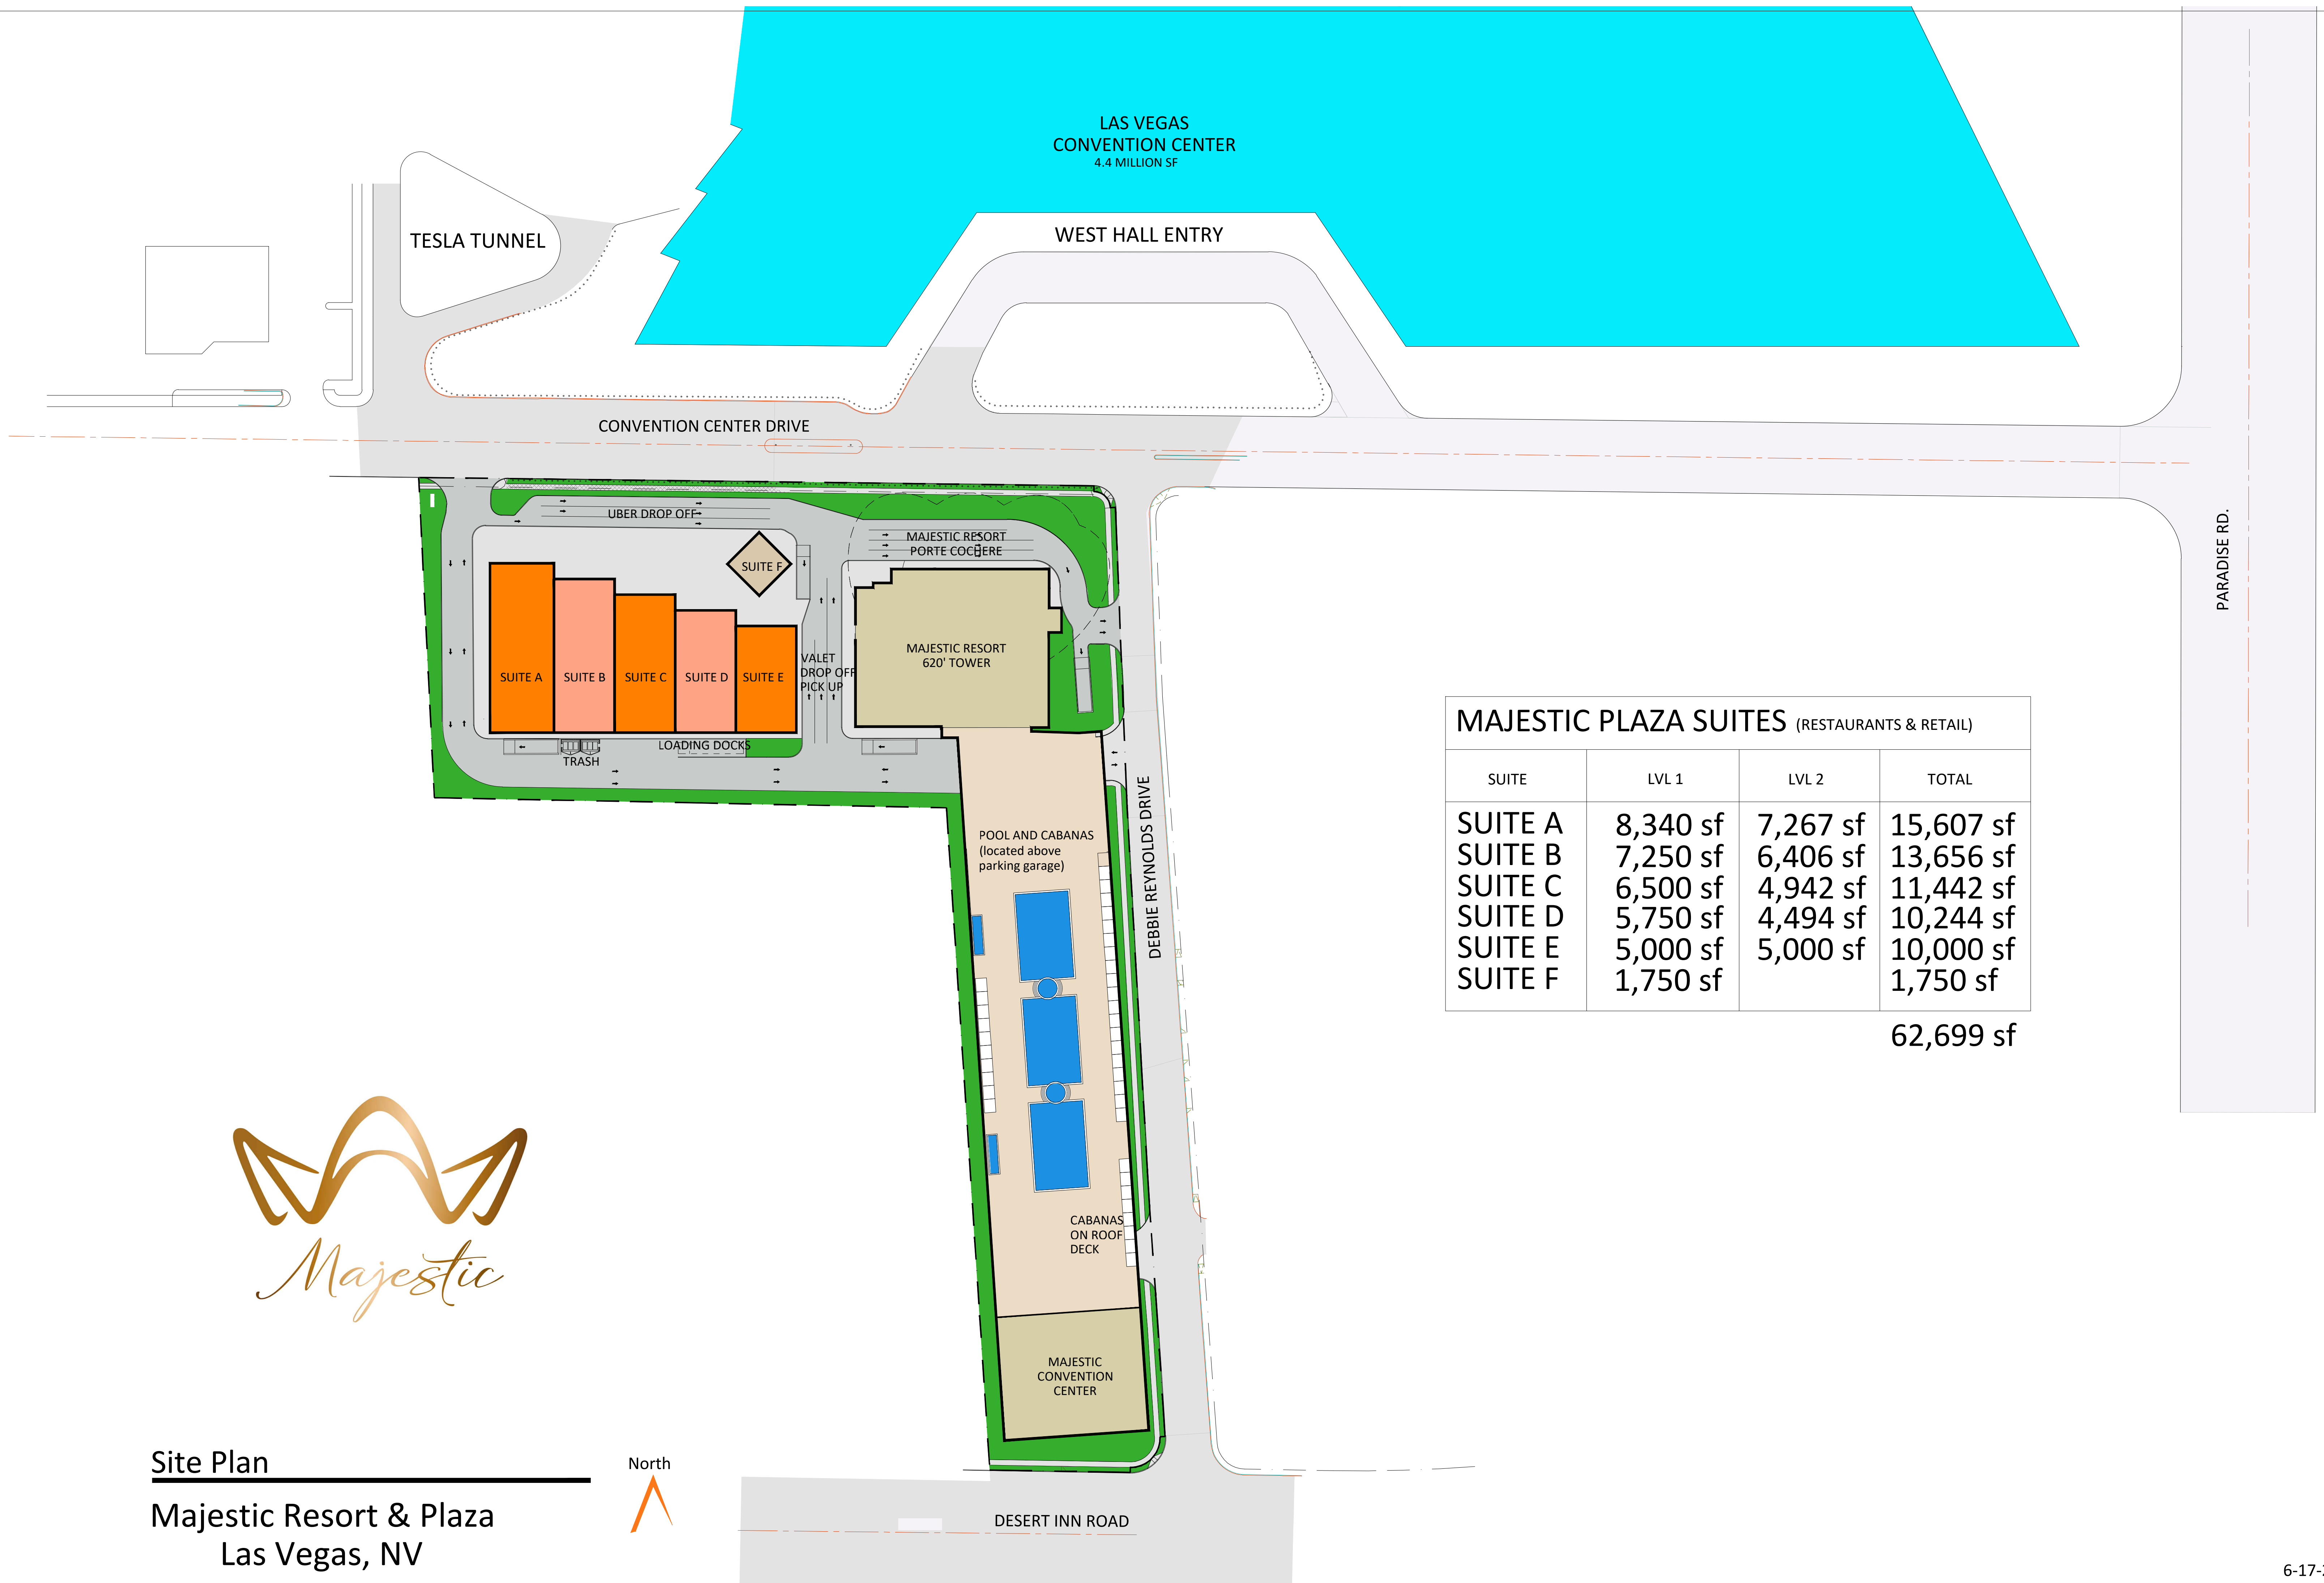 LAS VEGAS
CONVENTION CENTER
4.4 MILLION SF
TESLA TUNNEL
WEST HALL ENTRY
CONVENTION CENTER DRIVE
UBER DROP OFF
MAJESTIC RESORT
PORTE COCHERE
SUITE F
PARADISE RD.
MAJESTIC RESORT
620' TOWER
SUITE A
SUITE B
SUITE C
SUITE D
SUITE E
VALET
DROP OFF
PICK UP
LOADING DOCKS
TRASH
MAJESTIC PLAZA SUITES (RESTAURANTS & RETAIL)
SUITE LVL 1 LVL 2 TOTAL
SUITE A 8,340 sf 7,267 sf 15,607 sf
SUITE B 7,250 sf 6,406 sf 13,656 sf
SUITE C 6,500 sf 4,942 sf 11,442 sf
SUITE D 5,750 sf 4,494 sf 10,244 sf
SUITE E 5,000 sf 5,000 sf 10,000 sf
SUITE F 1,750 sf 1,750 sf
62,699 sf
POOL AND CABANAS
(located above
parking garage)
DEBBIE REYNOLDS DRIVE
CABANAS
ON ROOF
DECK
Majestic
MAJESTIC
CONVENTION
CENTER
Site Plan
North
Majestic Resort & Plaza
Las Vegas, NV
DESERT INN ROAD
6-17-